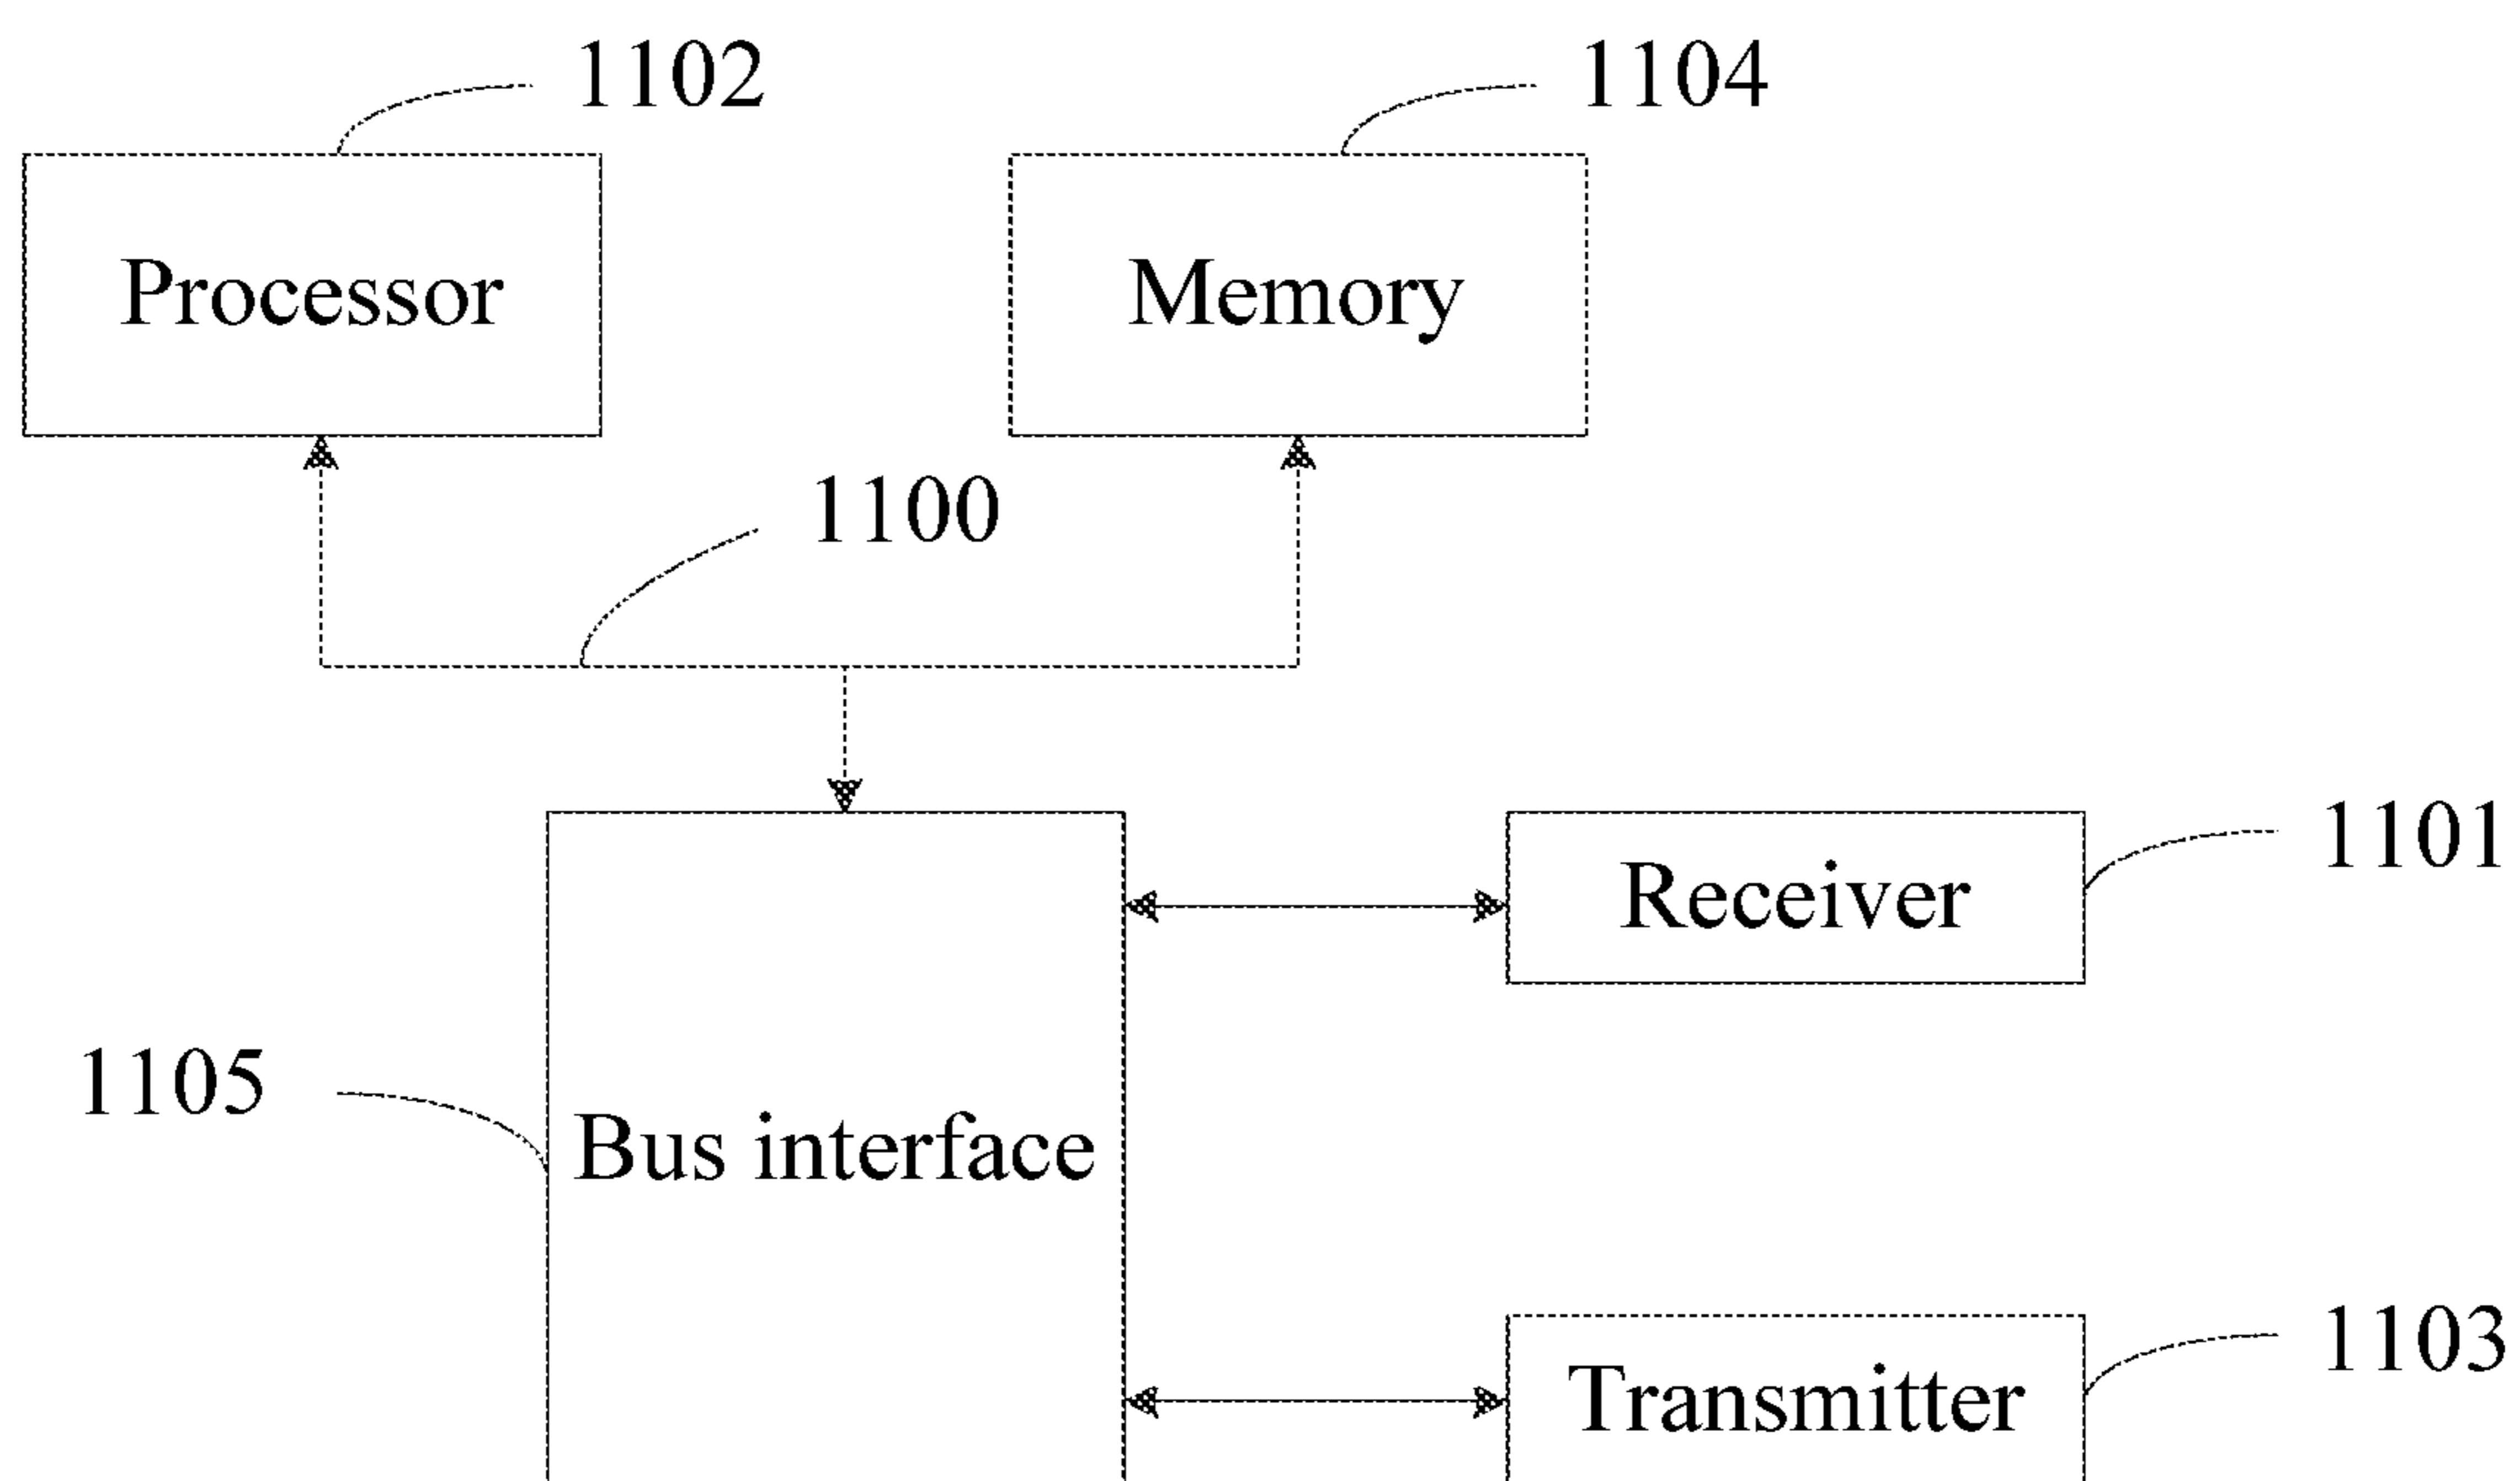 1102
1104
Processor
Memory
1100
1101
Receiver
1105
Bus interface
1103
Transmitter